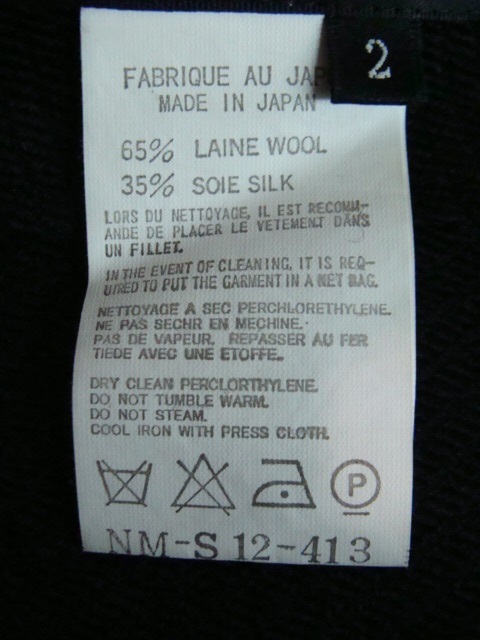 2
FABRIQUE AU JAP
MADE IN JAPAN
65% LAINE WOOL
35% SOIE SILK
LORS DU NETTOYAGE, IL EST RECOMM-
ANDE DE PLACER LE VETEMENT DANS
UN FILLET.
IN THE EVENT OF CLEANING, IT IS REQ-
UIRED TO PUT THE GARMENT IN A NET BAG.
NETTOYAGE A SEC PERCHLORETHYLENE.
NE PAS SECHR EN MECHINE.
PAS DE VAPEUR. REPASSER AU FER
TIEDE AVEC UNE ETOFFE.
DRY CLEAN PERCLORTHYLENE.
DO NOT TUMBLE WARM.
DO NOT STEAM.
COOL IRON WITH PRESS CLOTH.
P
NM-S 12-413